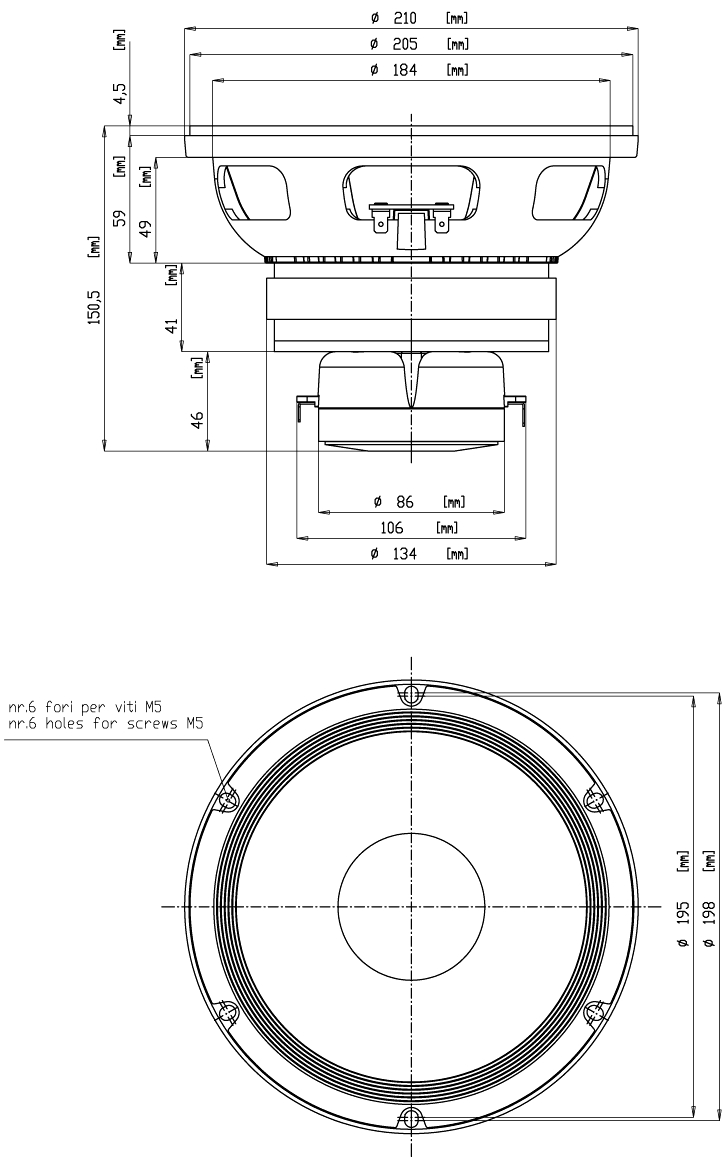 ø 210 [mm]
ø 205 [mm]
ø 184 [mm]
4,5 [mm]
59 [mm]
49 [mm]
150,5 [mm]
41 [mm]
46 [mm]
ø 86 [mm]
106 [mm]
ø 134 [mm]
nr.6 fori per viti M5
nr.6 holes for screws M5
ø 195 [mm]
ø 198 [mm]